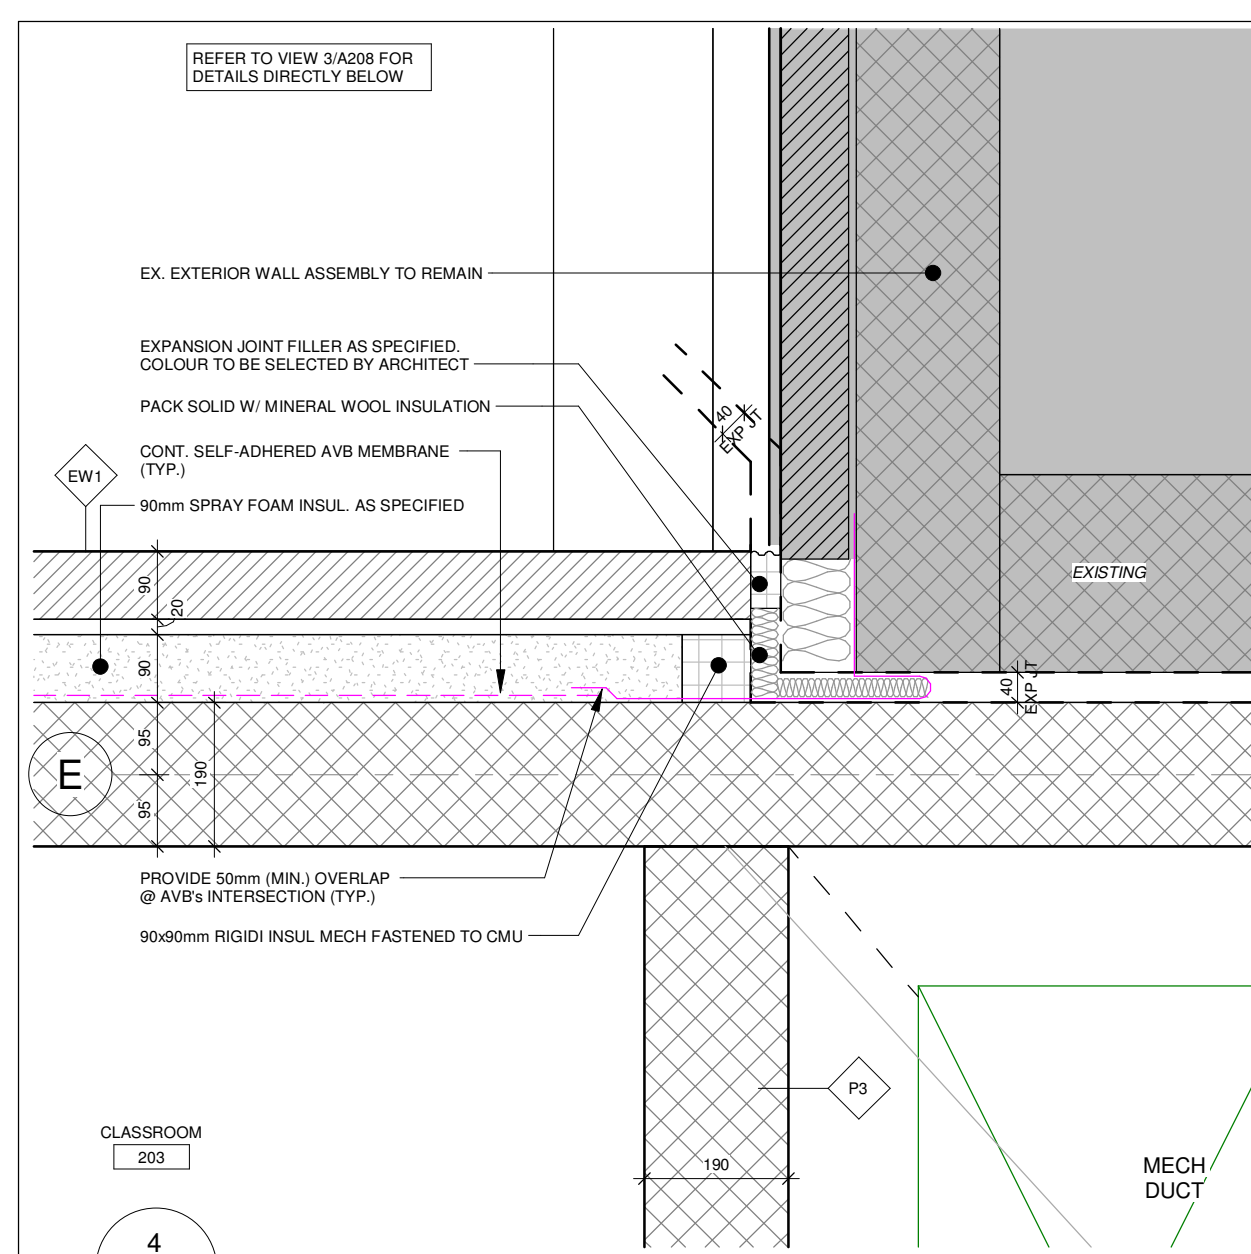 REFER TO VIEW 3/A208 FOR
DETAILS DIRECTLY BELOW
EX. EXTERIOR WALL ASSEMBLY TO REMAIN
EXPANSION JOINT FILLER AS SPECIFIED.
COLOUR TO BE SELECTED BY ARCHITECT
PACK SOLID W/ MINERAL WOOL INSULATION
40
EXP JT
CONT. SELF-ADHERED AVB MEMBRANE
(TYP.)
EW1
90mm SPRAY FOAM INSUL. AS SPECIFIED
EXISTING
90
20
90
40
EXP JT
95
190
95
E
PROVIDE 50mm (MIN.) OVERLAP
@ AVB's INTERSECTION (TYP.)
90x90mm RIGIDI INSUL MECH FASTENED TO CMU
P3
CLASSROOM
203
190
MECH
DUCT
4